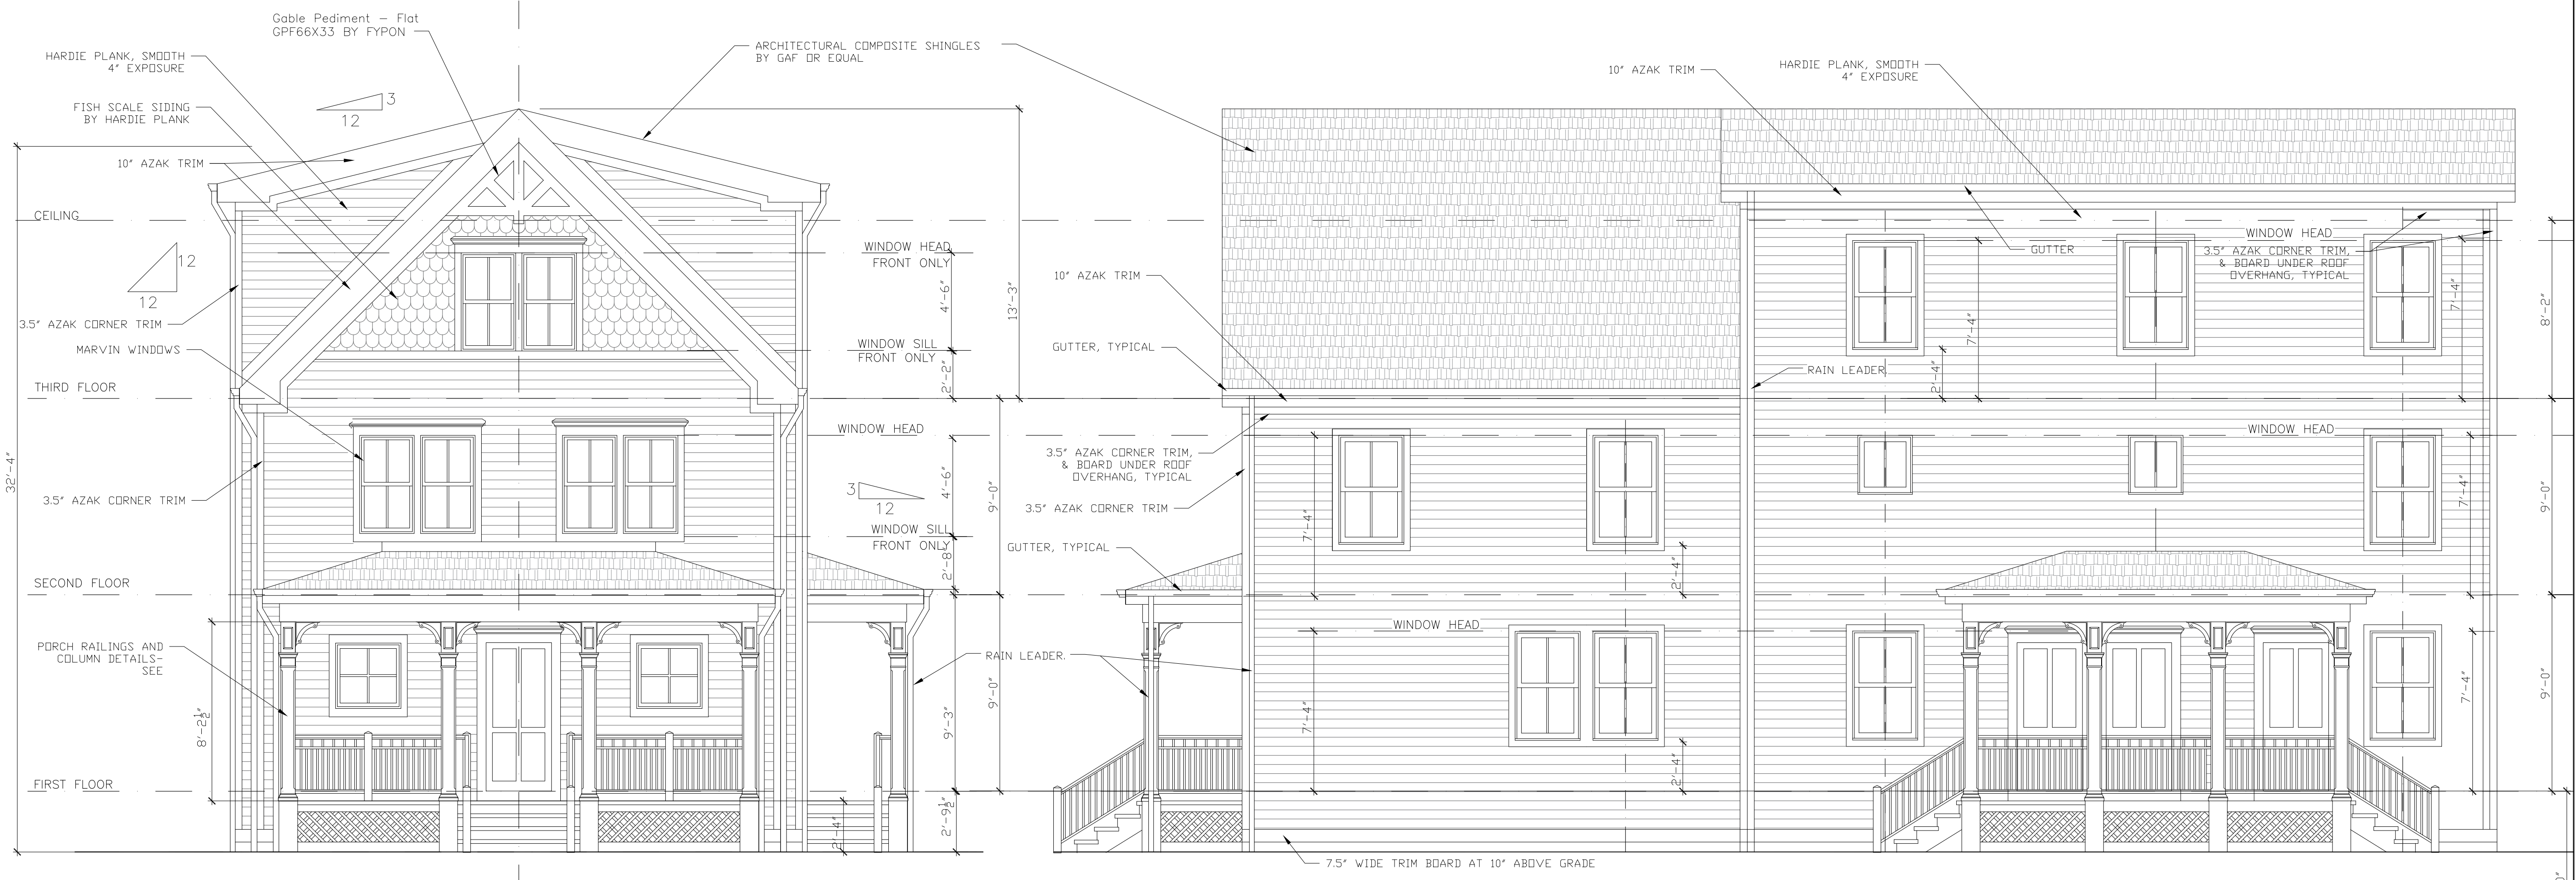 Gable Pediment - Flat
GPF66X33 BY FYPON
HARDIE PLANK, SMOOTH
4" EXPOSURE
FISH SCALE SIDING
BY HARDIE PLANK
10" AZAK TRIM
3
12
ARCHITECTURAL COMPOSITE SHINGLES
BY GAF OR EQUAL
CEILING
12
12
3.5" AZAK CORNER TRIM
MARVIN WINDOWS
THIRD FLOOR
32'-4"
3.5" AZAK CORNER TRIM
SECOND FLOOR
PORCH RAILINGS AND
COLUMN DETAILS-
SEE
8'-2½"
FIRST FLOOR
WINDOW HEAD
FRONT ONLY
4'-6"
13'-3"
WINDOW SILL
FRONT ONLY
2'-2"
WINDOW HEAD
3
12
4'-6"
9'-0"
WINDOW SILL
FRONT ONLY
2'-8"
RAIN LEADER.
9'-3"
9'-0"
2'-4"
2'-9½"
10" AZAK TRIM
HARDIE PLANK, SMOOTH
4" EXPOSURE
10" AZAK TRIM
GUTTER, TYPICAL
3.5" AZAK CORNER TRIM,
& BOARD UNDER ROOF
OVERHANG, TYPICAL
3.5" AZAK CORNER TRIM
GUTTER, TYPICAL
GUTTER
WINDOW HEAD
3.5" AZAK CORNER TRIM,
& BOARD UNDER ROOF
OVERHANG, TYPICAL
7'-4"
7'-4"
8'-2"
2'-4"
RAIN LEADER
WINDOW HEAD
7'-4"
2'-4"
7'-4"
9'-0"
WINDOW HEAD
7'-4"
2'-4"
7'-4"
9'-0"
7.5" WIDE TRIM BOARD AT 10" ABOVE GRADE